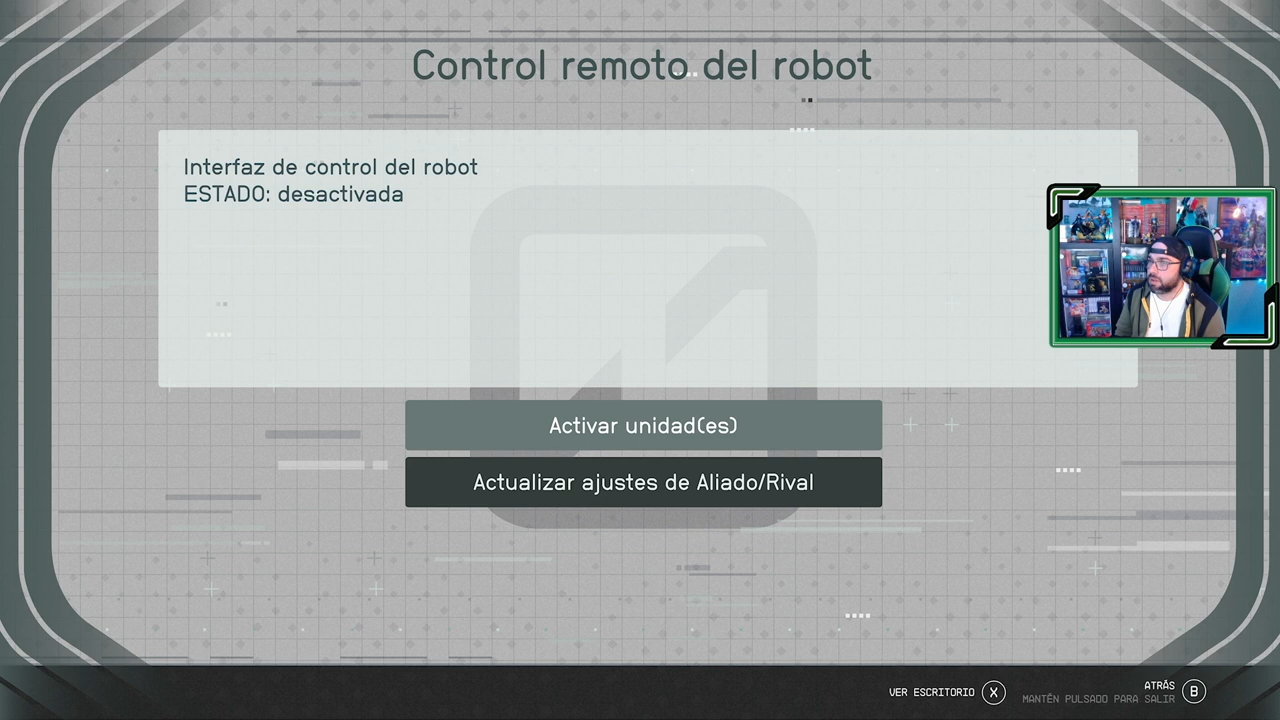 Control remoto del robot
Interfaz de control del robot
ESTADO: desactivada
Activar unidad(es)
Actualizar ajustes de Aliado/Rival
VER ESCRITORIO X
ATRÁS B
MANTÉN PULSADO PARA SALIR